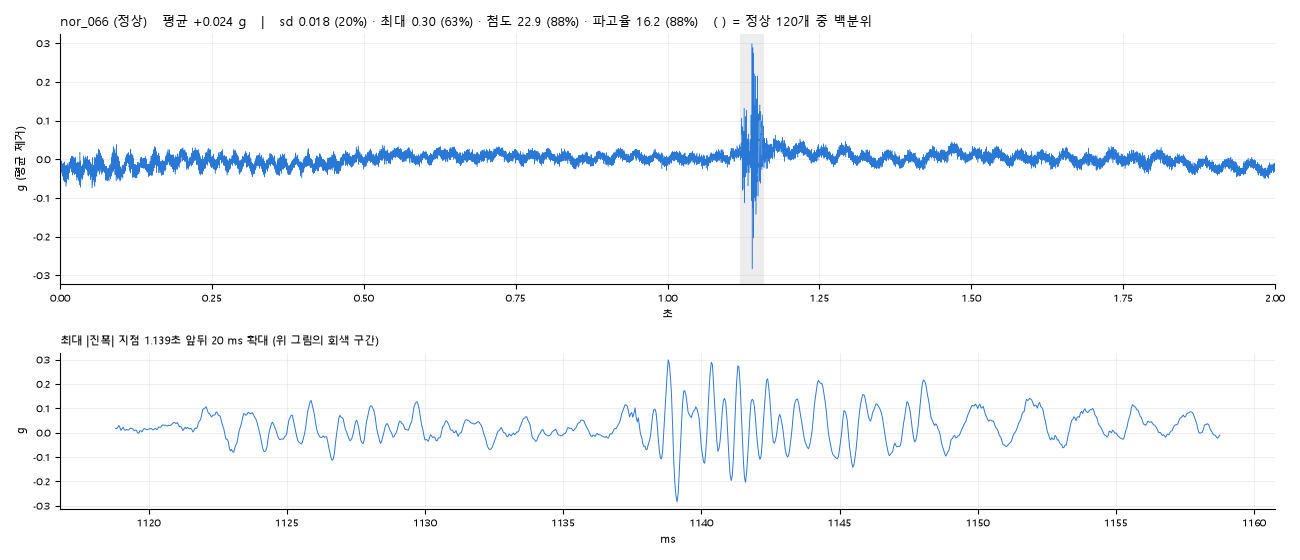 nor_066 (정상) 평균 +0.024 g | sd 0.018 (20%) · 최대 0.30 (63%) · 첨도 22.9 (88%) · 파고율 16.2 (88%) ( ) = 정상 120개 중 백분위
g (평균 제거)
0.3
0.2
0.1
0.0
-0.1
-0.2
-0.3
0.00 0.25 0.50 0.75 1.00 1.25 1.50 1.75 2.00
초
최대 |진폭| 지점 1.139초 앞뒤 20 ms 확대 (위 그림의 회색 구간)
g
0.3
0.2
0.1
0.0
-0.1
-0.2
-0.3
1120 1125 1130 1135 1140 1145 1150 1155 1160
ms